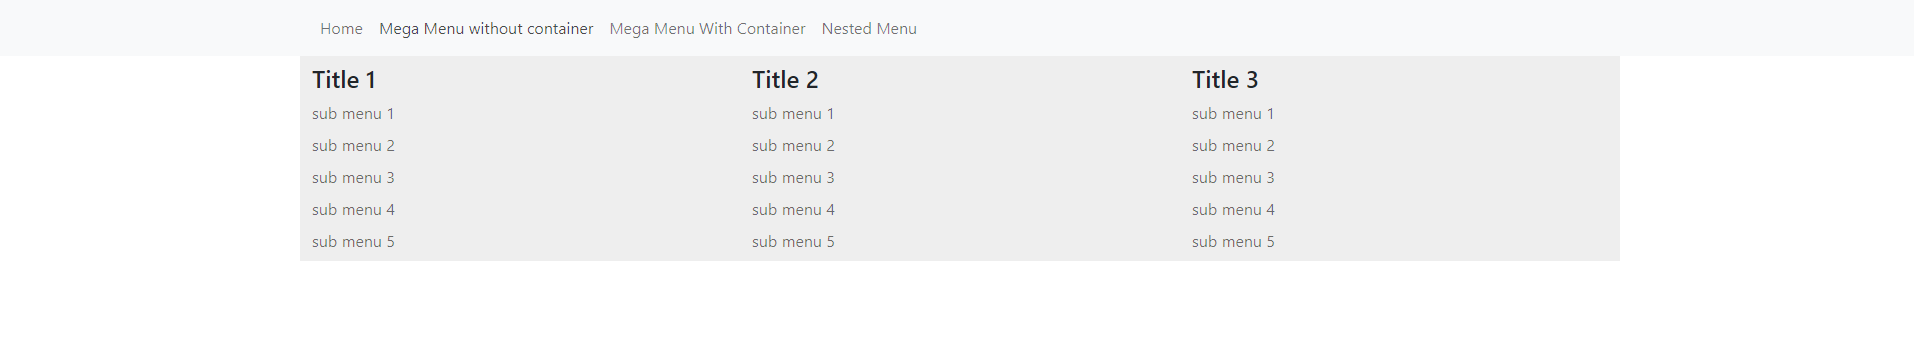 Home Mega Menu without container Mega Menu With Container Nested Menu
Title 1
sub menu 1
sub menu 2
sub menu 3
sub menu 4
sub menu 5
Title 2
sub menu 1
sub menu 2
sub menu 3
sub menu 4
sub menu 5
Title 3
sub menu 1
sub menu 2
sub menu 3
sub menu 4
sub menu 5